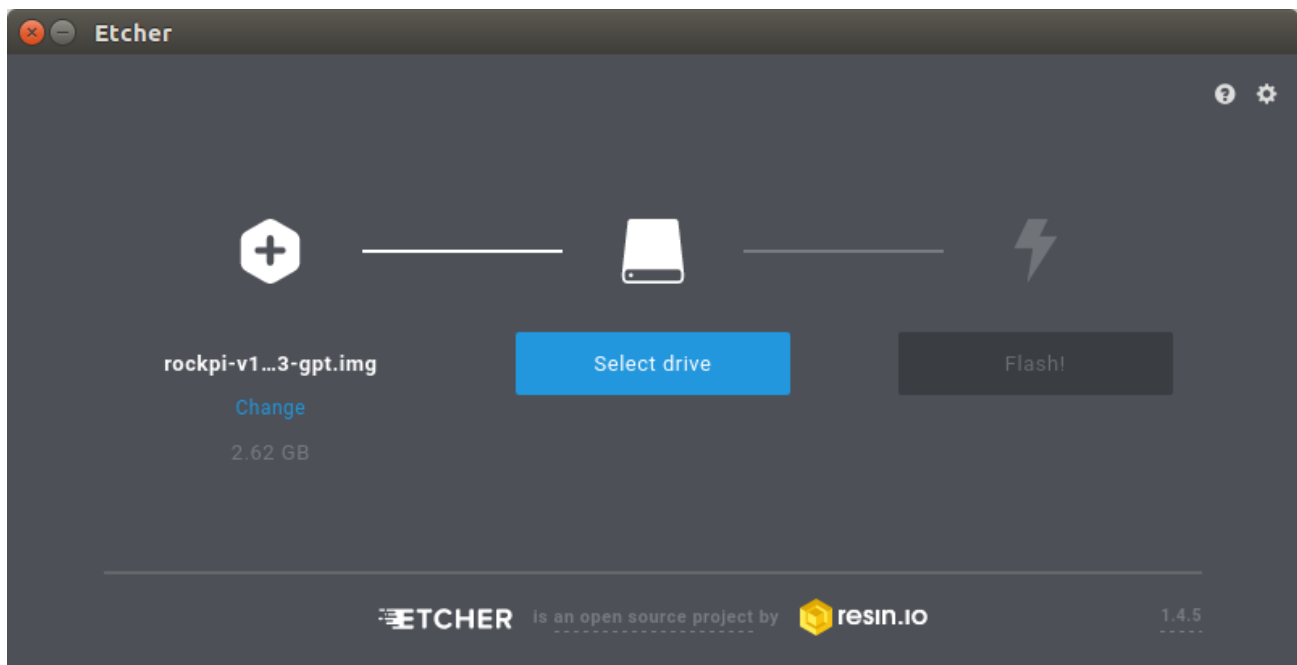 Etcher
rockpi-v1...3-gpt.img
Change
2.62 GB
Select drive
Flash!
ETCHER is an open source project by resin.io 1.4.5